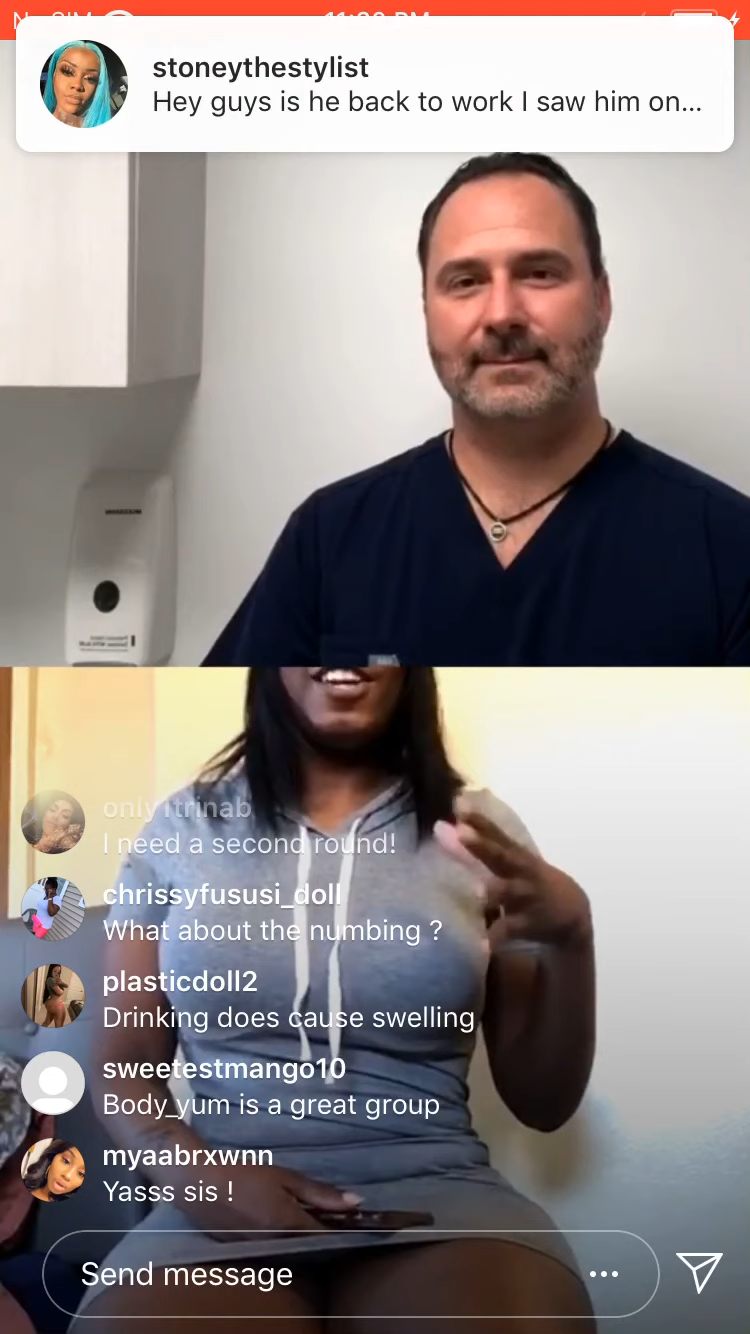 stoneythestylist
Hey guys is he back to work I saw him on...
only1trinab
I need a second round!
chrissyfususi_doll
What about the numbing ?
plasticdoll2
Drinking does cause swelling
sweetestmango10
Body_yum is a great group
myaabrxwnn
Yasss sis !
Send message